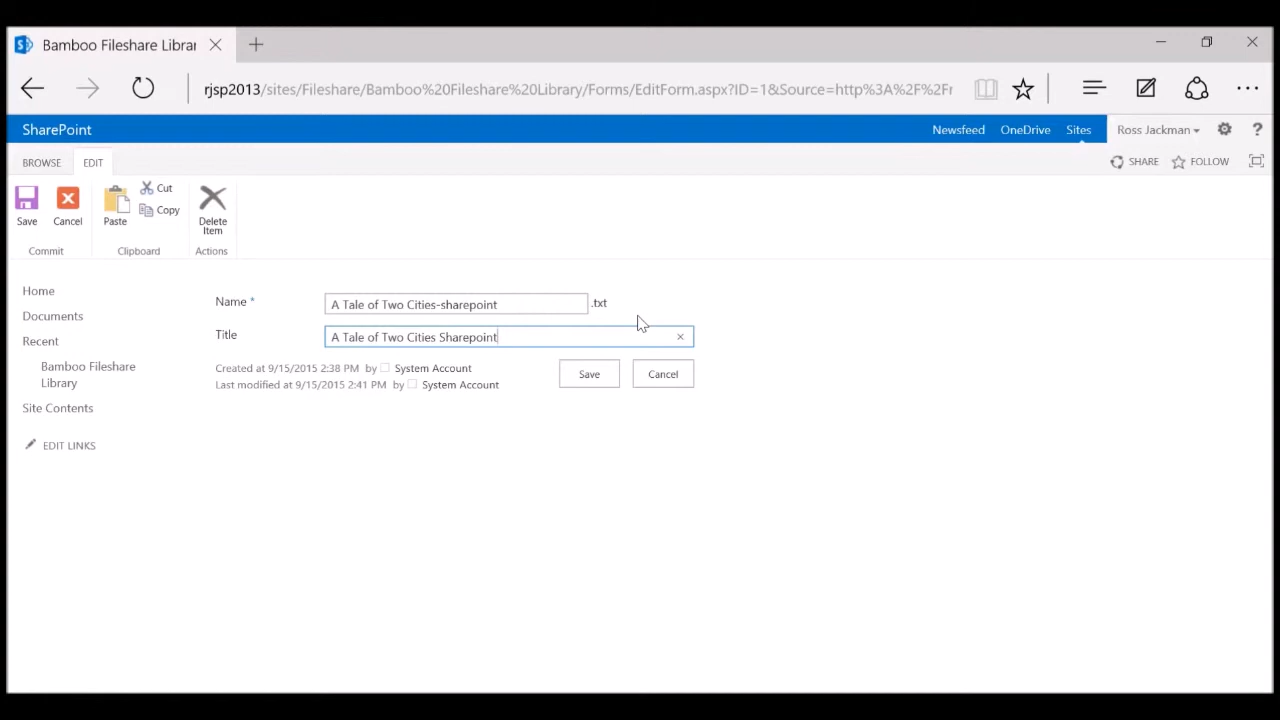 Bamboo Fileshare Librar
rjsp2013/sites/Fileshare/Bamboo%20Fileshare%20Library/Forms/EditForm.aspx?ID=1&Source=http%3A%2F%2Fr
SharePoint
Newsfeed OneDrive Sites Ross Jackman ?
BROWSE EDIT
SHARE FOLLOW
Save Cancel Paste Cut Copy Delete Item
Commit Clipboard Actions
Home
Documents
Recent
Bamboo Fileshare
Library
Site Contents
EDIT LINKS
Name * A Tale of Two Cities-sharepoint .txt
Title A Tale of Two Cities Sharepoint
Created at 9/15/2015 2:38 PM by System Account
Last modified at 9/15/2015 2:41 PM by System Account
Save Cancel